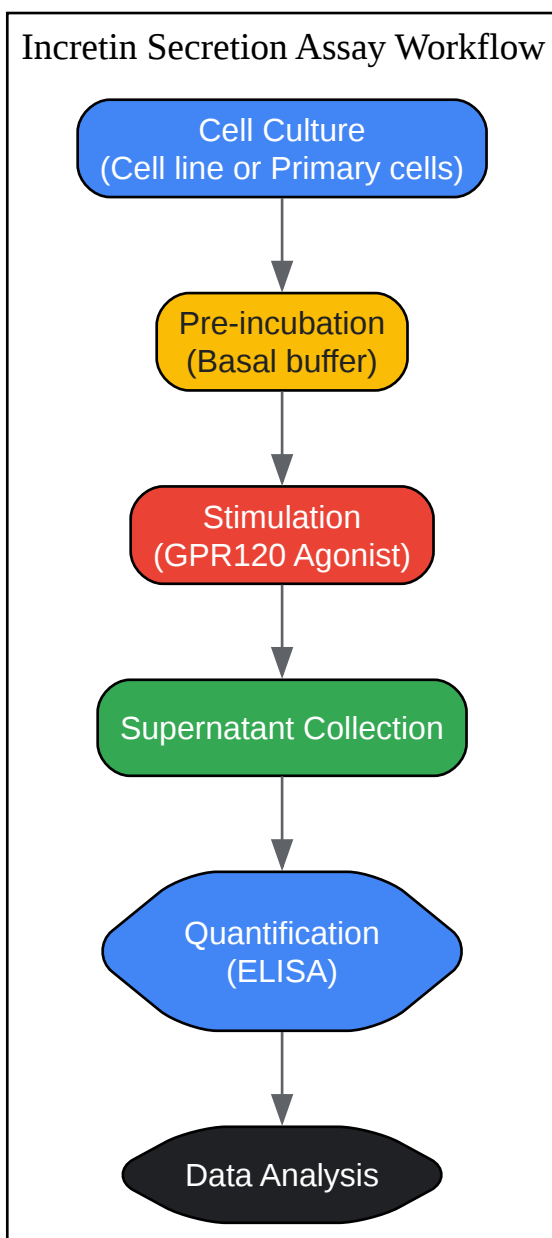 Incretin Secretion Assay Workflow
Cell Culture
(Cell line or Primary cells)
Pre-incubation
(Basal buffer)
Stimulation
(GPR120 Agonist)
Supernatant Collection
Quantification
(ELISA)
Data Analysis